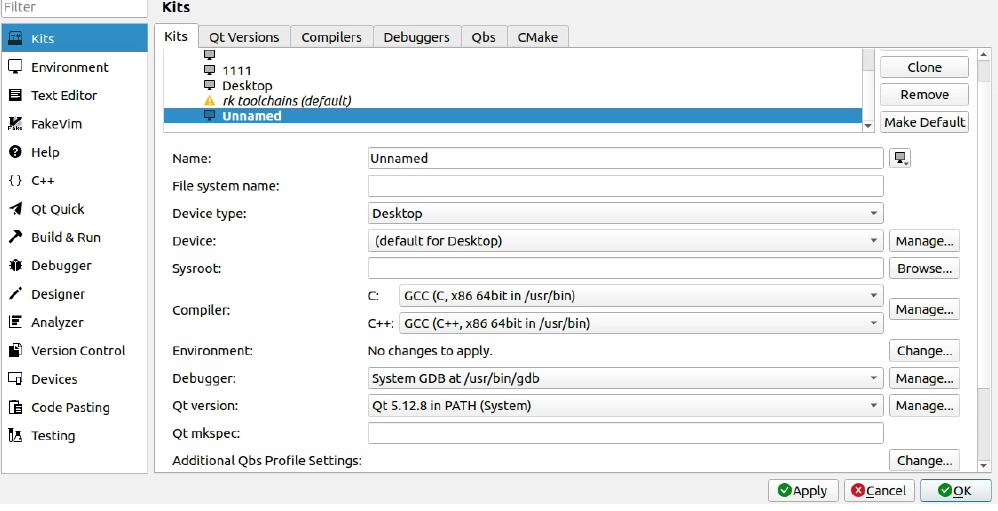 Filter
Kits
Kits
Environment
Text Editor
FakeVim
Help
C++
Qt Quick
Build & Run
Debugger
Designer
Analyzer
Version Control
Devices
Code Pasting
Testing
Kits Qt Versions Compilers Debuggers Qbs CMake
1111
Desktop
rk toolchains (default)
Unnamed
Clone
Remove
Make Default
Name: Unnamed
File system name:
Device type: Desktop
Device: (default for Desktop) Manage...
Sysroot: Browse...
Compiler: C: GCC (C, x86 64bit in /usr/bin) Manage...
C++: GCC (C++, x86 64bit in /usr/bin)
Environment: No changes to apply. Change...
Debugger: System GDB at /usr/bin/gdb Manage...
Qt version: Qt 5.12.8 in PATH (System) Manage...
Qt mkspec:
Additional Qbs Profile Settings: Change...
Apply Cancel OK